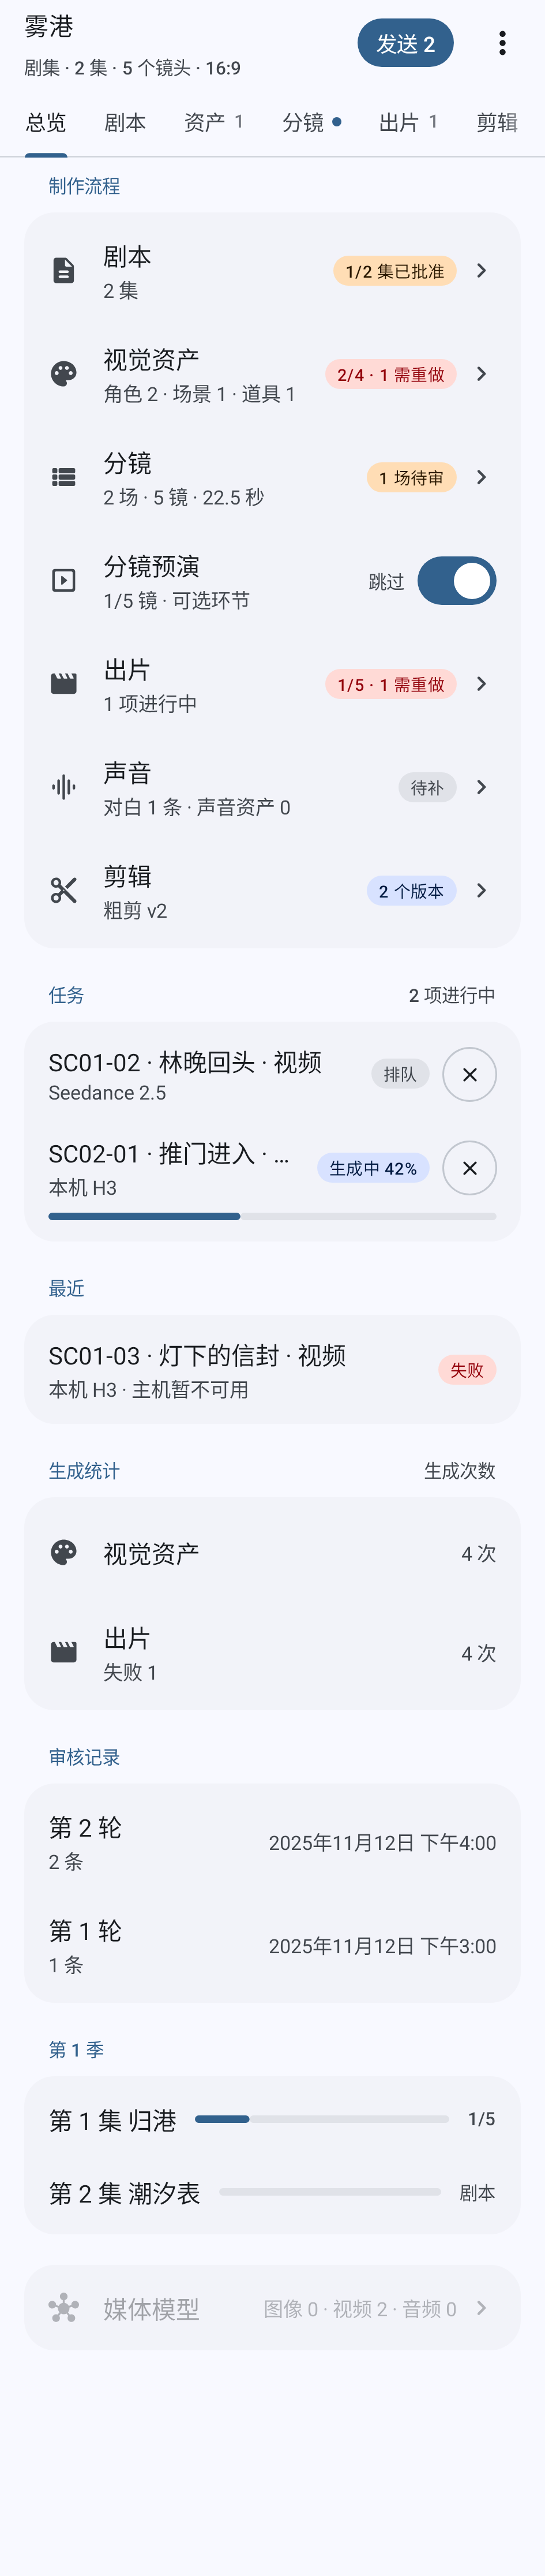 雾港
发送 2
剧集 · 2 集 · 5 个镜头 · 16:9
总览 剧本 资产 1 分镜 出片 1 剪辑
制作流程
剧本
2 集
1/2 集已批准
视觉资产
角色 2 · 场景 1 · 道具 1
2/4 · 1 需重做
分镜
2 场 · 5 镜 · 22.5 秒
1 场待审
分镜预演
1/5 镜 · 可选环节
跳过
出片
1 项进行中
1/5 · 1 需重做
声音
对白 1 条 · 声音资产 0
待补
剪辑
粗剪 v2
2 个版本
任务
2 项进行中
SC01-02 · 林晚回头 · 视频
Seedance 2.5
排队
SC02-01 · 推门进入 · …
本机 H3
生成中 42%
最近
SC01-03 · 灯下的信封 · 视频
本机 H3 · 主机暂不可用
失败
生成统计
生成次数
视觉资产
4 次
出片
失败 1
4 次
审核记录
第 2 轮
2 条
2025年11月12日 下午4:00
第 1 轮
1 条
2025年11月12日 下午3:00
第 1 季
第 1 集 归港
1/5
第 2 集 潮汐表
剧本
媒体模型
图像 0 · 视频 2 · 音频 0